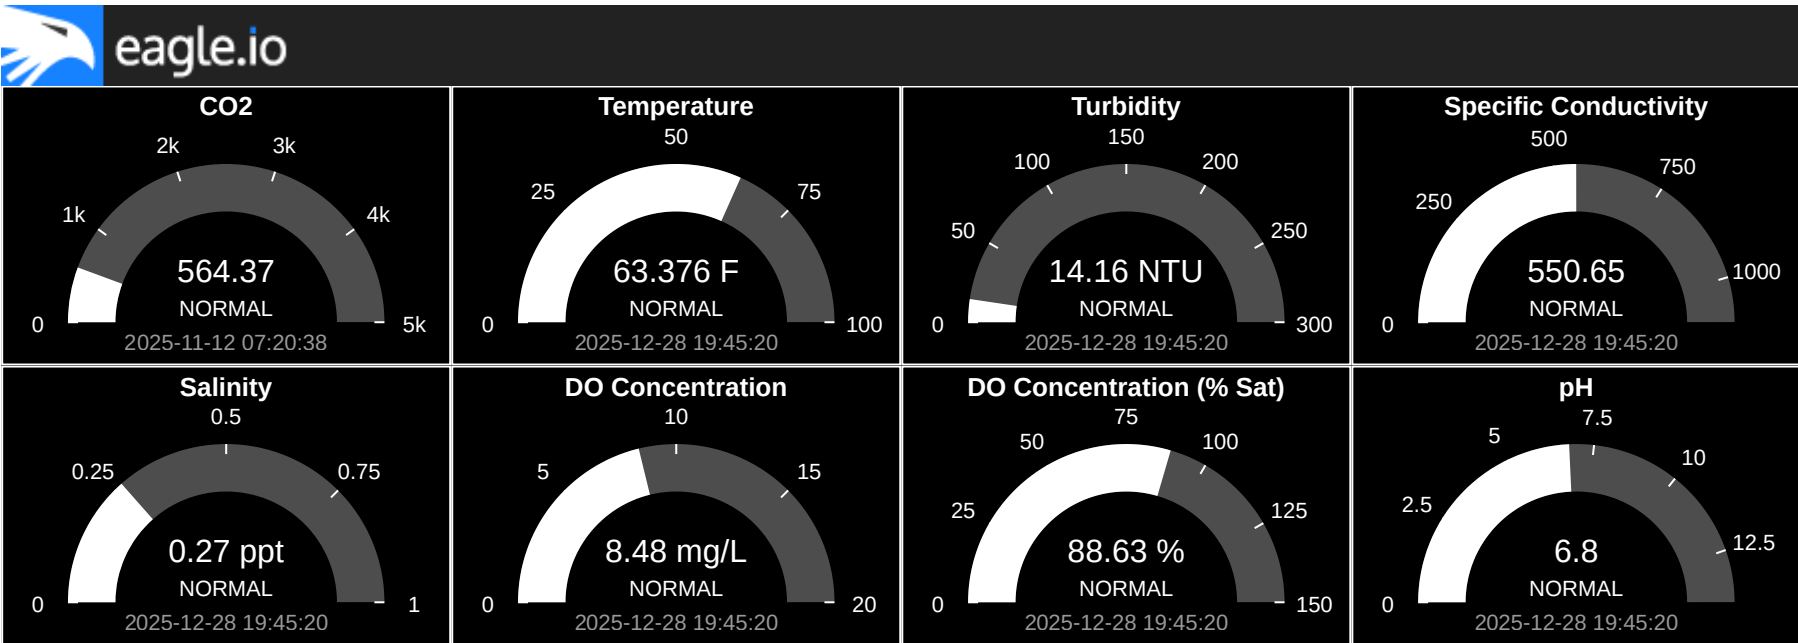 eagle.io
CO2
0
1k
2k
3k
4k
5k
564.37
NORMAL
2025-11-12 07:20:38
Temperature
0
25
50
75
100
63.376 F
NORMAL
2025-12-28 19:45:20
Turbidity
0
50
100
150
200
250
300
14.16 NTU
NORMAL
2025-12-28 19:45:20
Specific Conductivity
0
250
500
750
1000
550.65
NORMAL
2025-12-28 19:45:20
Salinity
0
0.25
0.5
0.75
1
0.27 ppt
NORMAL
2025-12-28 19:45:20
DO Concentration
0
5
10
15
20
8.48 mg/L
NORMAL
2025-12-28 19:45:20
DO Concentration (% Sat)
0
25
50
75
100
125
150
88.63 %
NORMAL
2025-12-28 19:45:20
pH
0
2.5
5
7.5
10
12.5
6.8
NORMAL
2025-12-28 19:45:20